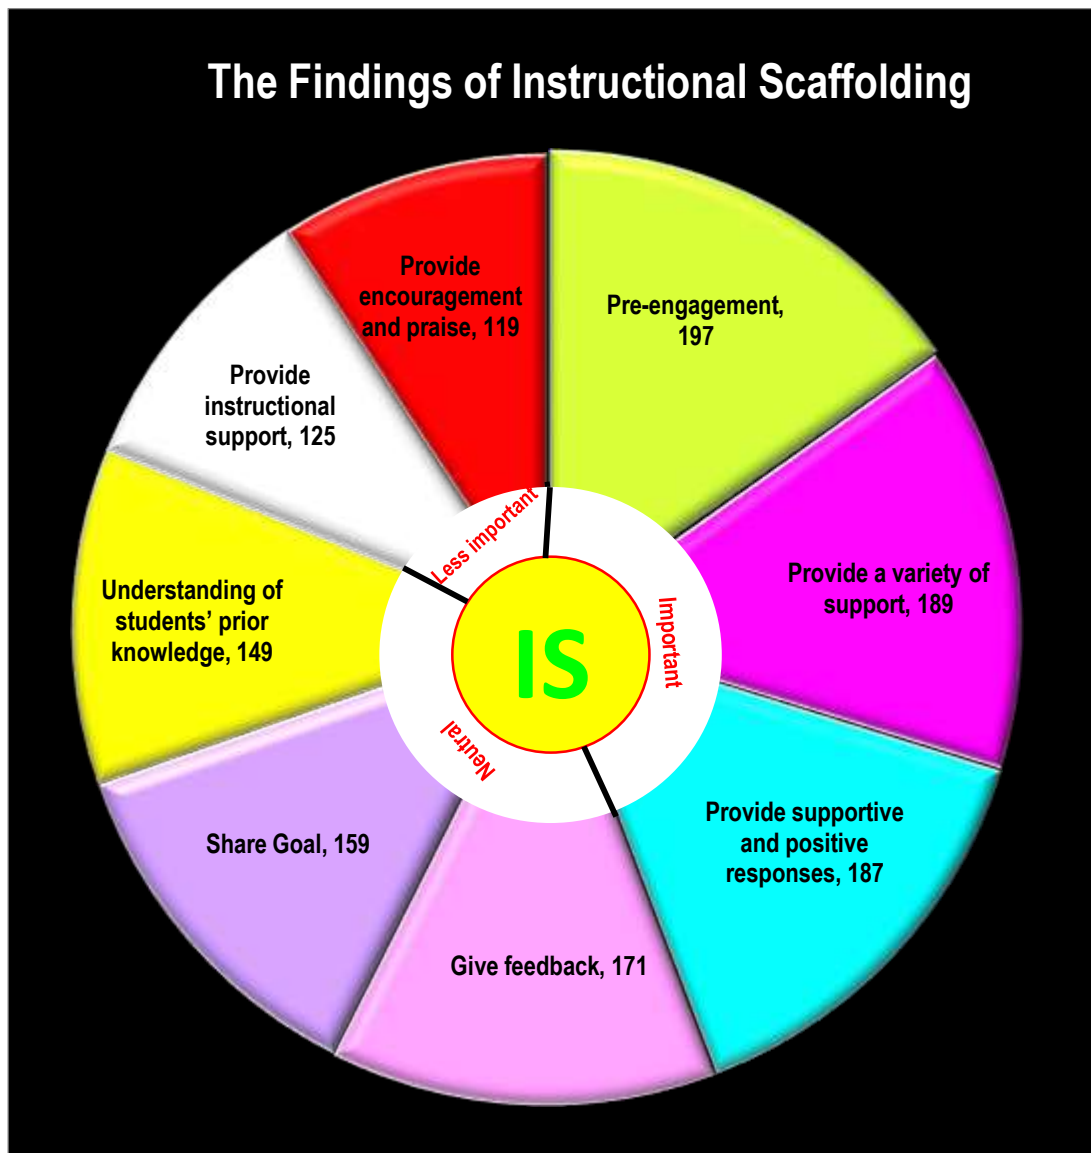 The Findings of Instructional Scaffolding
Provide
encouragement
and praise, 119
Pre-engagement,
197
Provide
instructional
support, 125
Provide a variety of
support, 189
Understanding of
students’ prior
knowledge, 149
Less important
Important
Neutral
IS
Provide supportive
and positive
responses, 187
Share Goal, 159
Give feedback, 171